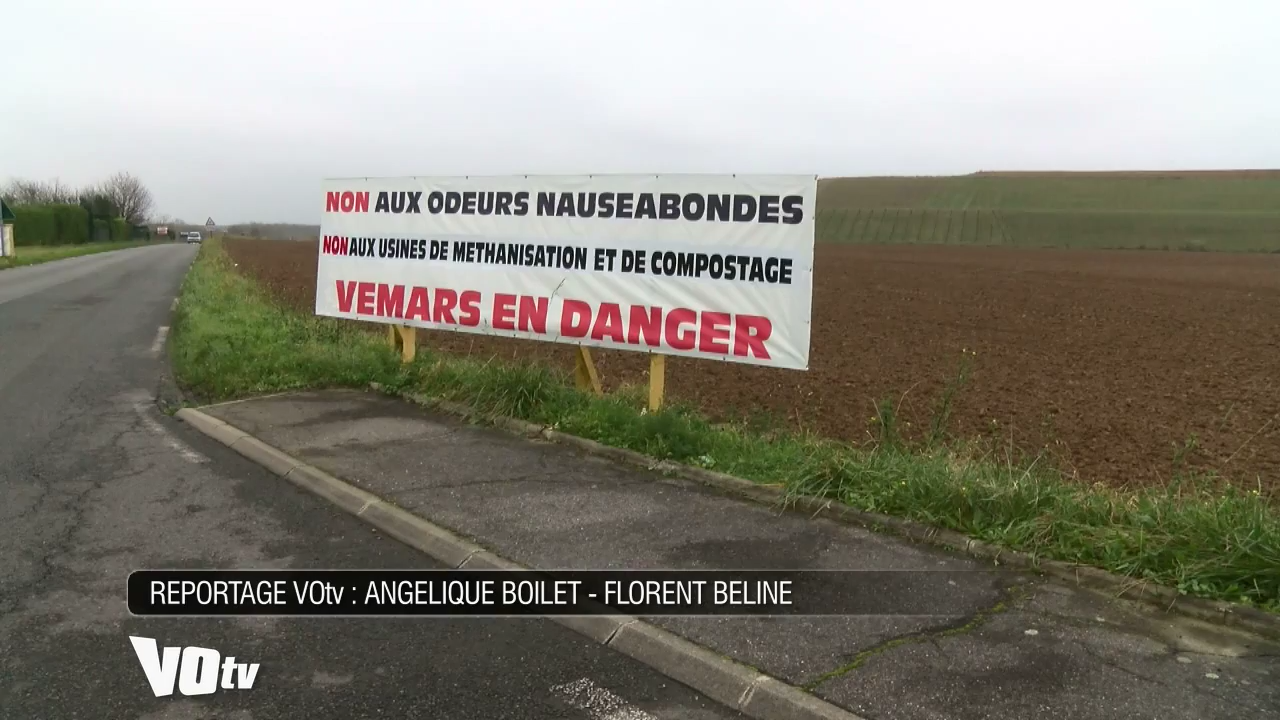 NON AUX ODEURS NAUSEABONDES
NON AUX USINES DE METHANISATION ET DE COMPOSTAGE
VEMARS EN DANGER
REPORTAGE VOtv : ANGELIQUE BOILET - FLORENT BELINE
VOtv